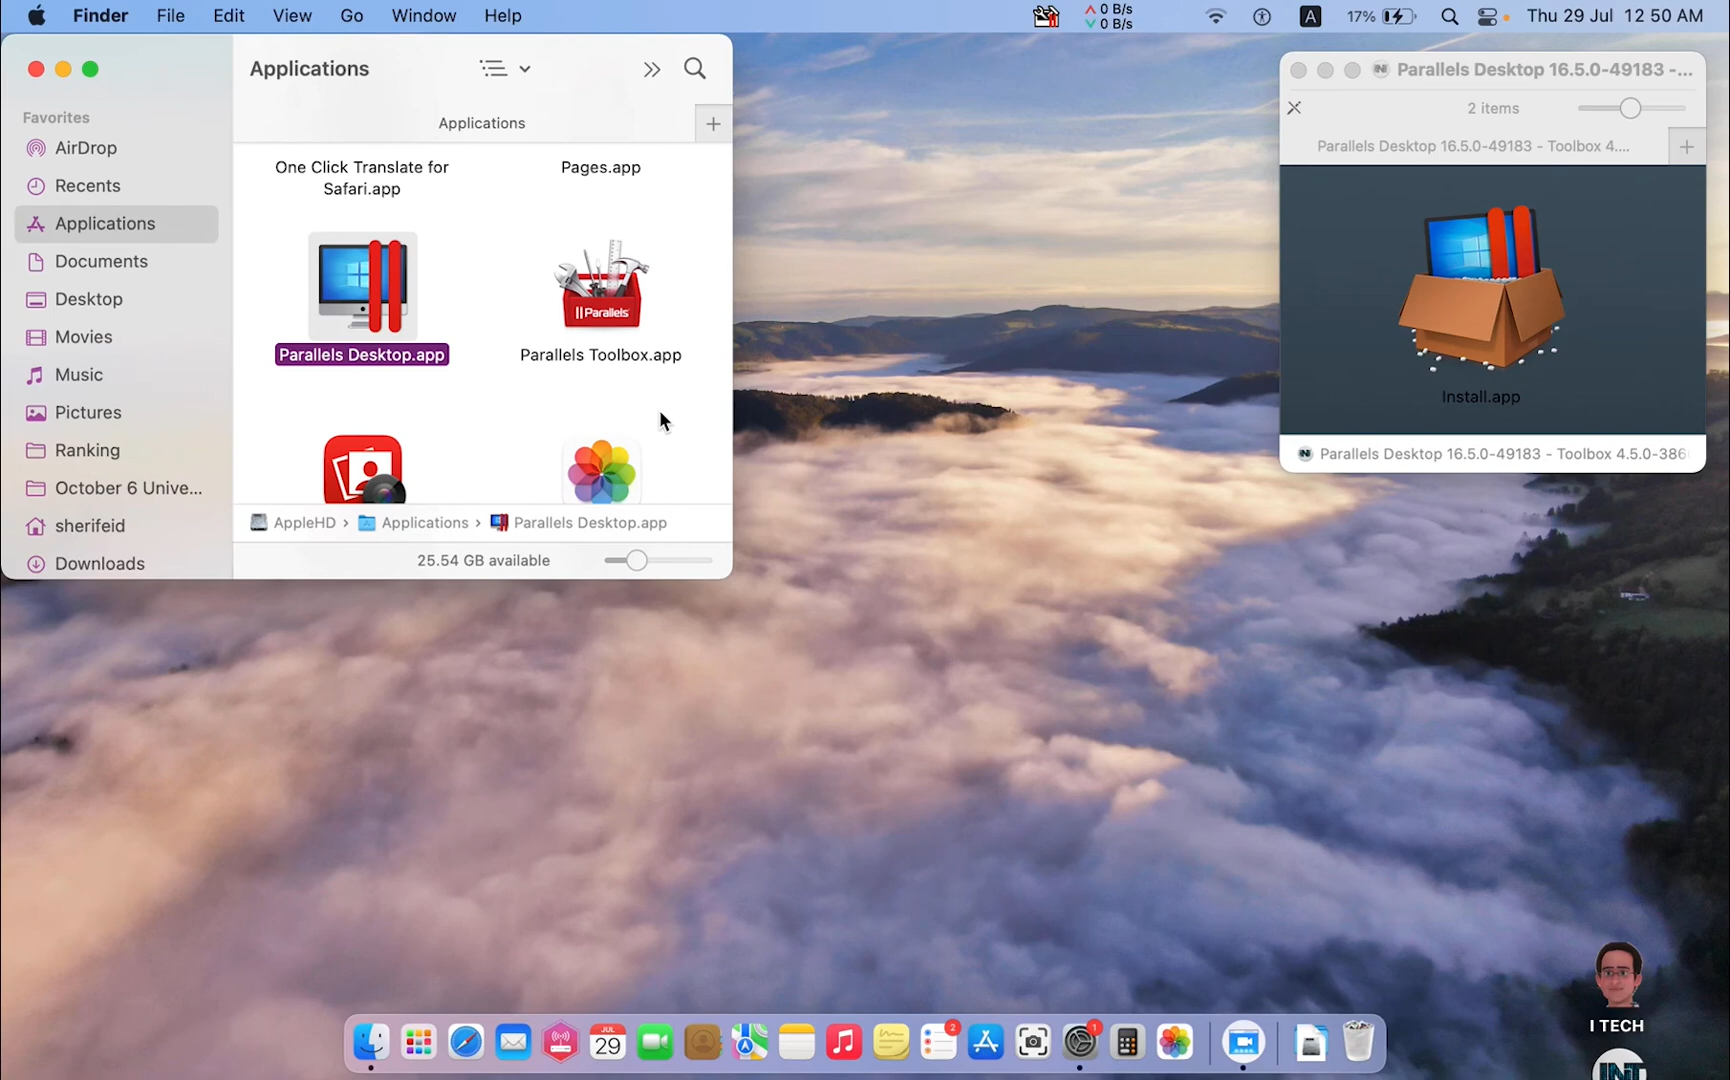 Finder File Edit View Go Window Help
0 B/s
0 B/s
A
17%
Thu 29 Jul 12 50 AM
Applications
Applications
Favorites
AirDrop
Recents
Applications
Documents
Desktop
Movies
Music
Pictures
Ranking
October 6 Unive...
sherifeid
Downloads
One Click Translate for
Safari.app
Pages.app
Parallels
Parallels Desktop.app
Parallels Toolbox.app
AppleHD › Applications › Parallels Desktop.app
25.54 GB available
Parallels Desktop 16.5.0-49183 -...
2 items
Parallels Desktop 16.5.0-49183 - Toolbox 4....
Install.app
Parallels Desktop 16.5.0-49183 - Toolbox 4.5.0-386
JUL
29
2
1
I TECH